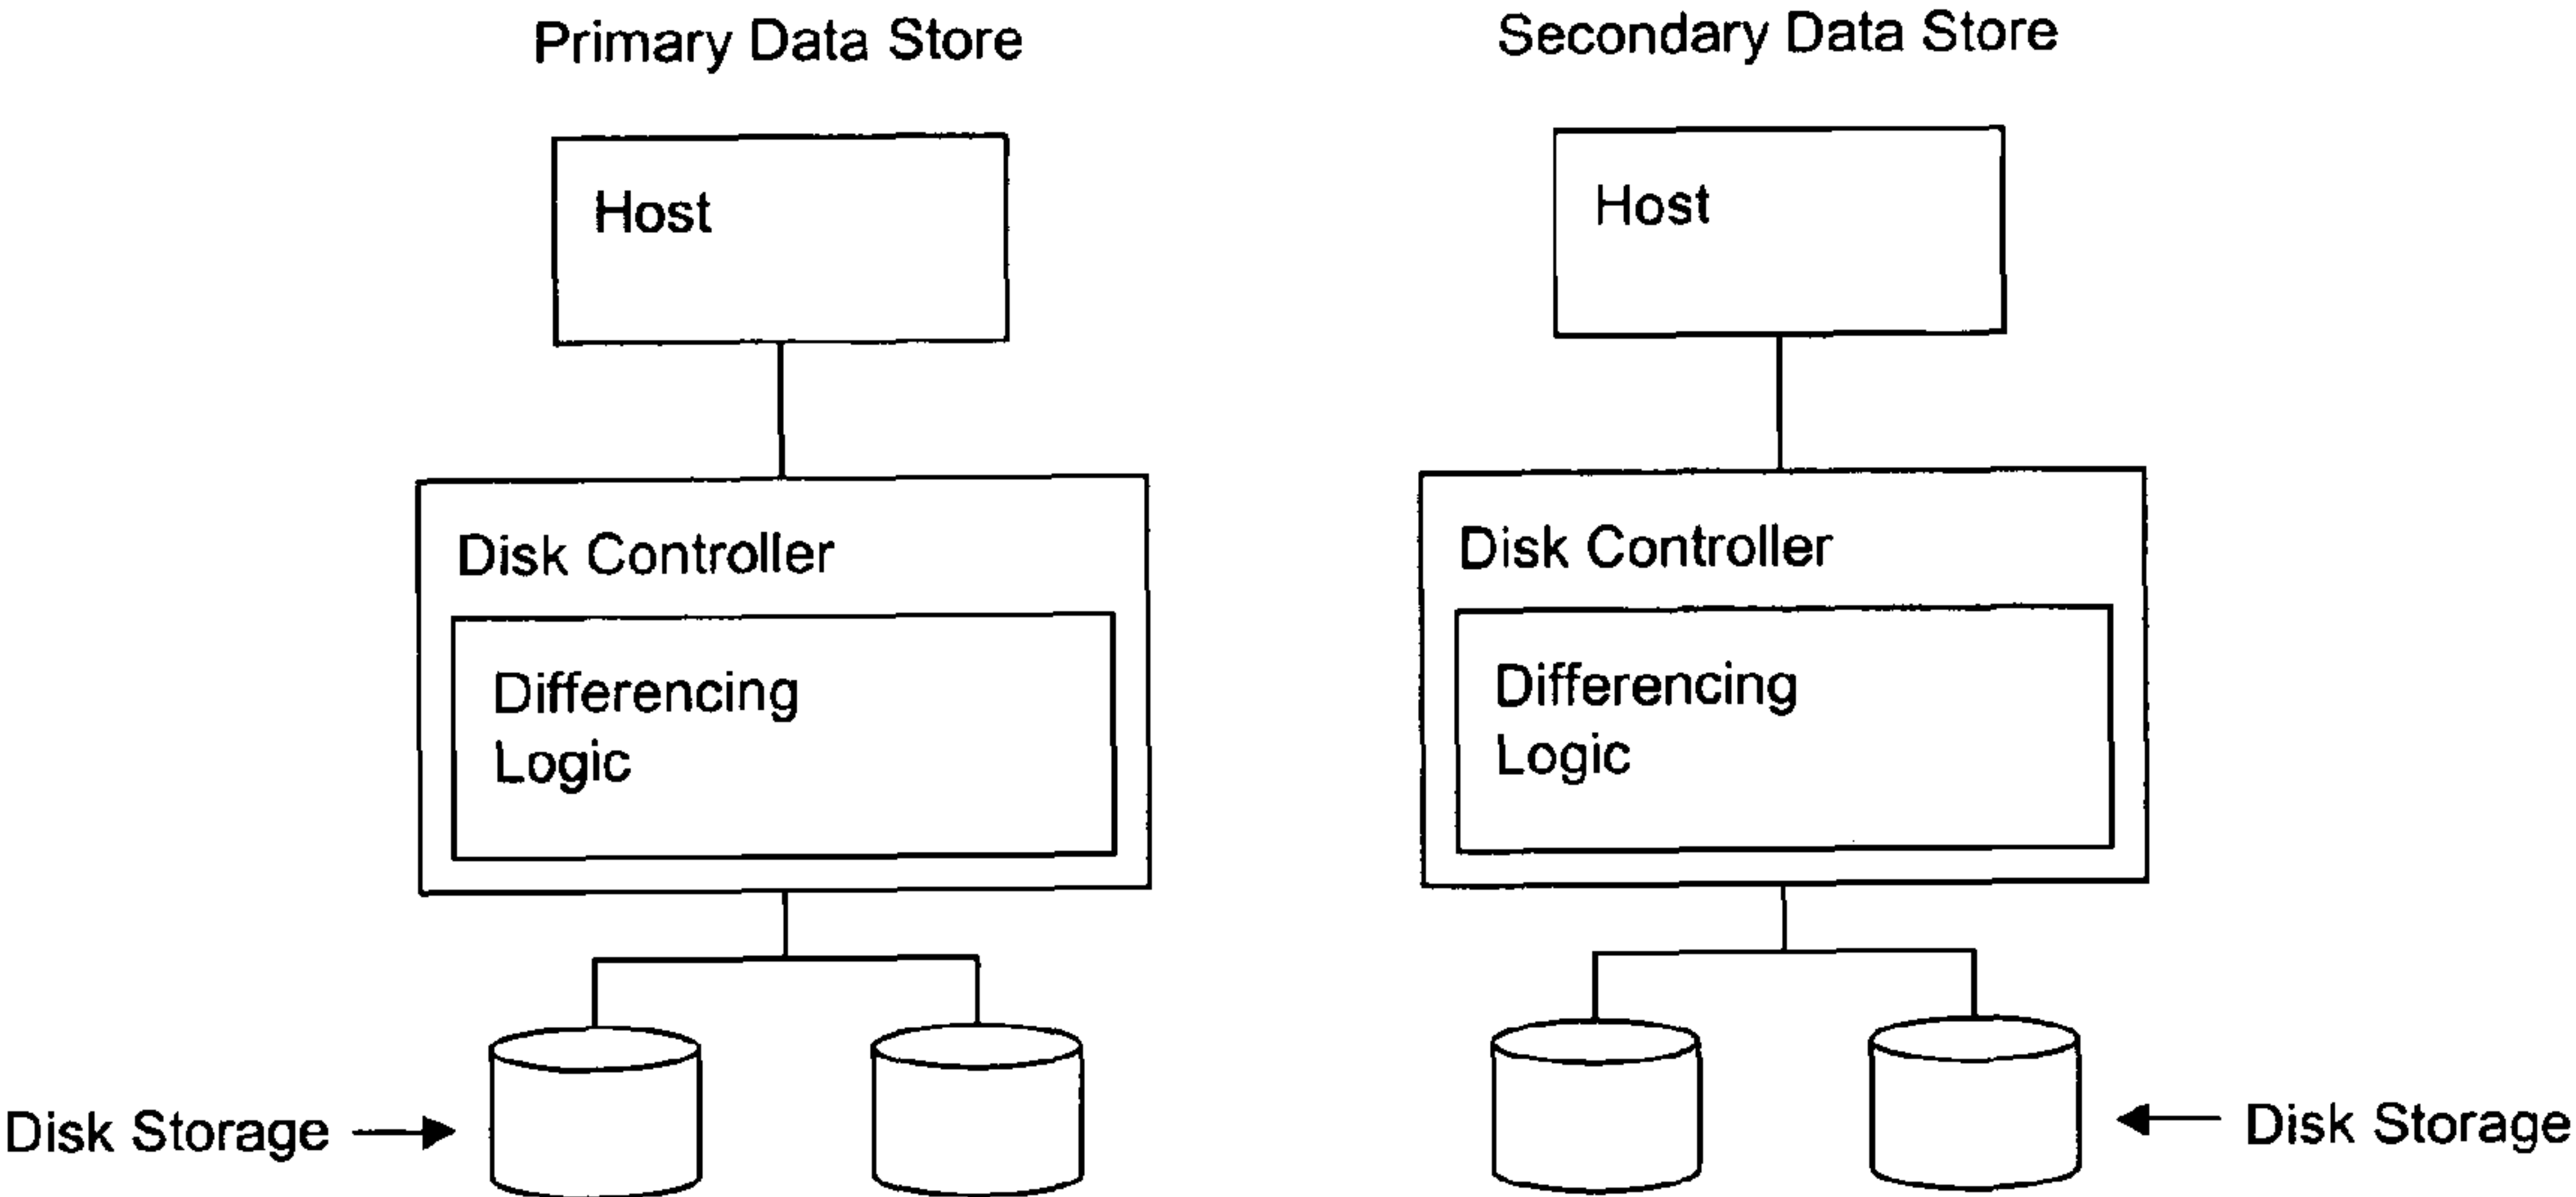 Primary Data Store
Secondary Data Store
Host
Host
Disk Controller
Disk Controller
Differencing
Logic
Differencing
Logic
Disk Storage
Disk Storage